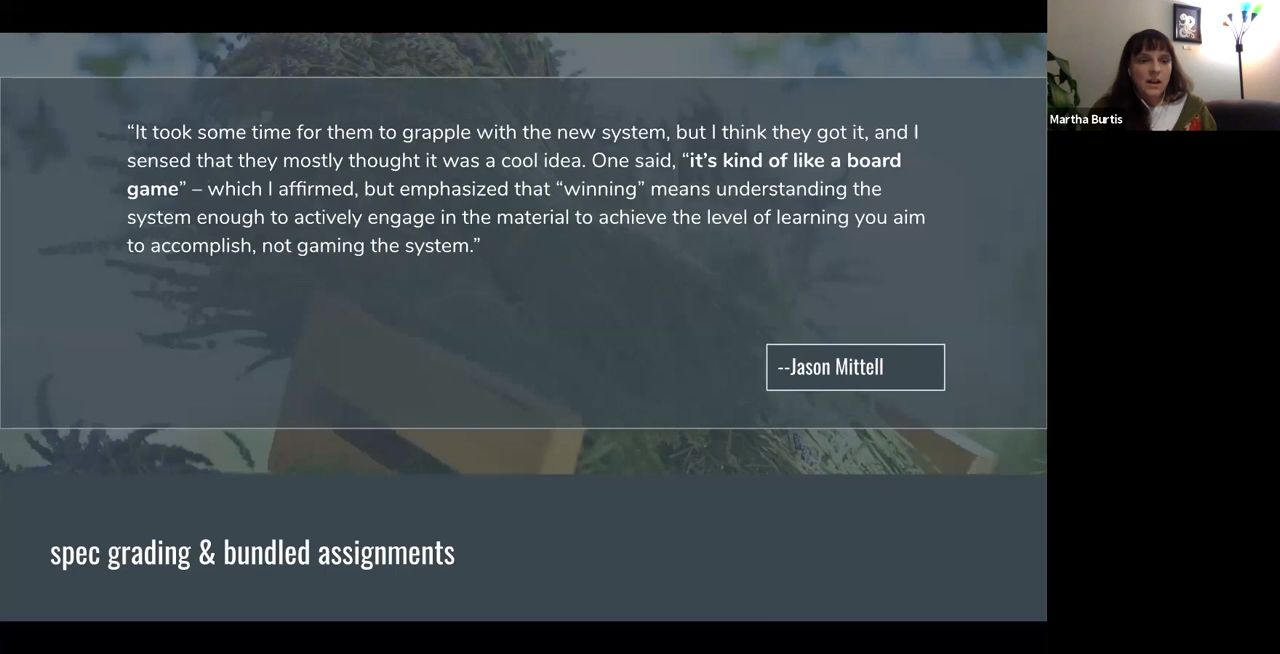 “It took some time for them to grapple with the new system, but I think they got it, and I
sensed that they mostly thought it was a cool idea. One said, “it’s kind of like a board
game” – which I affirmed, but emphasized that “winning” means understanding the
system enough to actively engage in the material to achieve the level of learning you aim
to accomplish, not gaming the system.”
--Jason Mittell
spec grading & bundled assignments
Martha Burtis